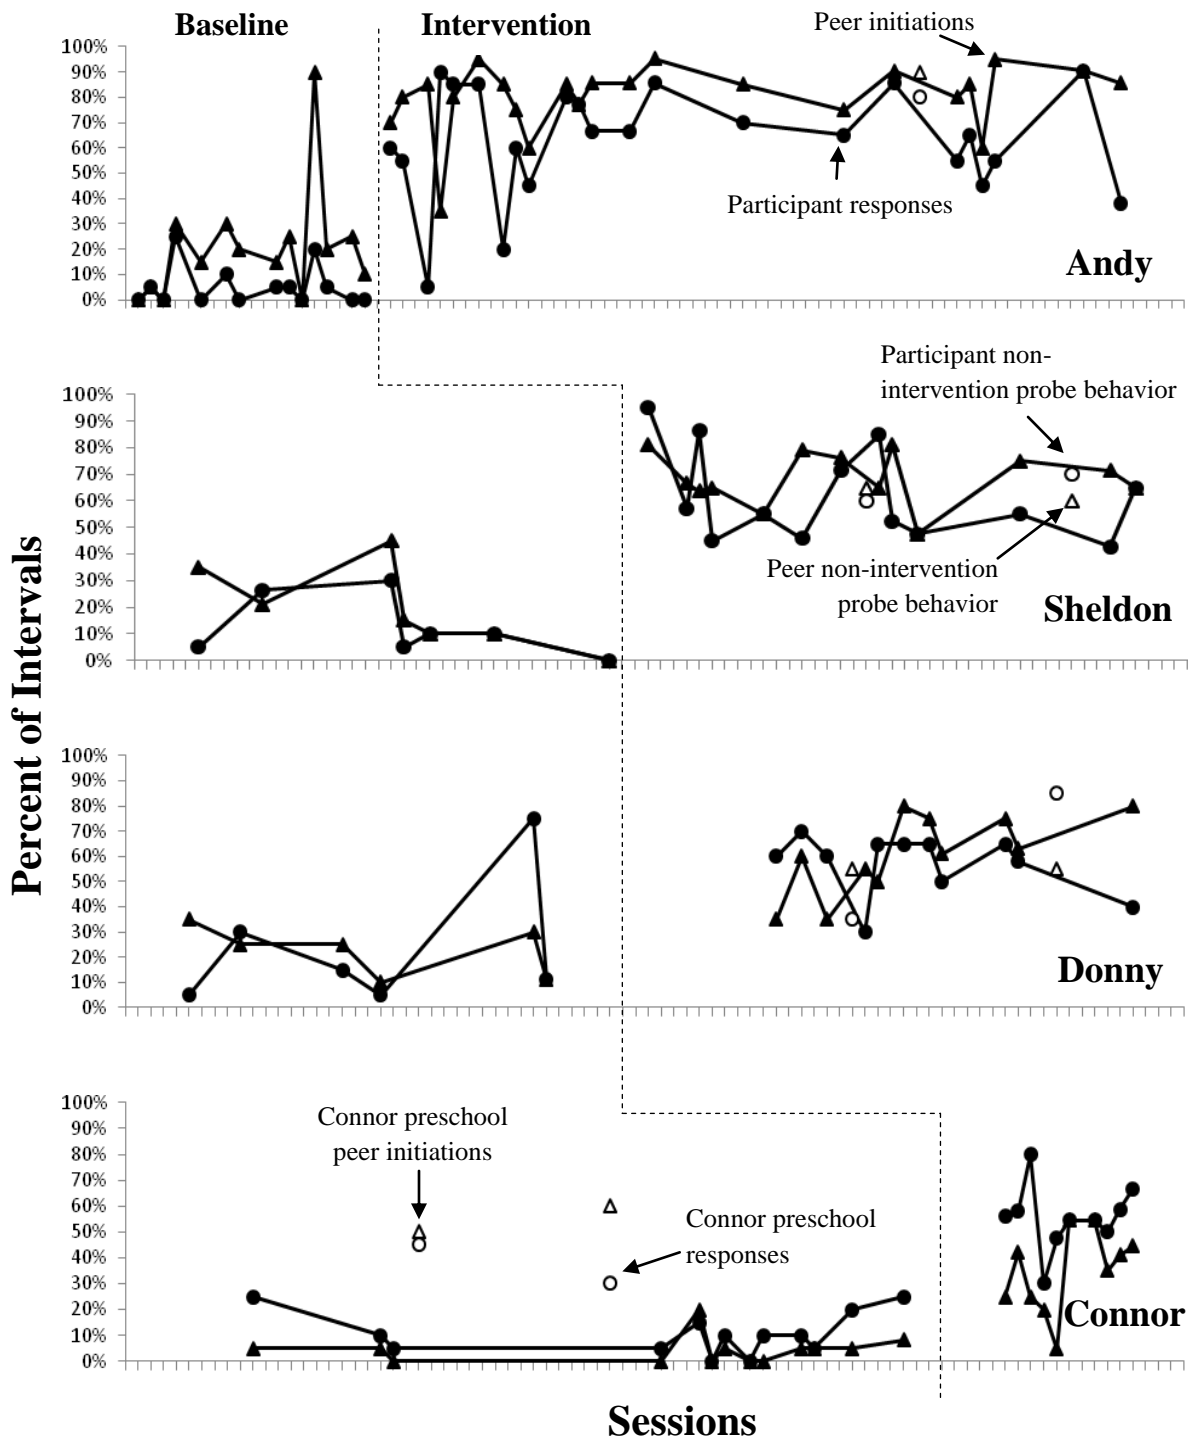 Baseline
Intervention
Peer initiations
100%
90%
80%
70%
60%
50%
40%
30%
20%
10%
0%
Participant responses
Andy
Participant non-
intervention probe behavior
100%
90%
80%
70%
60%
50%
40%
30%
20%
10%
0%
Peer non-intervention
probe behavior
Sheldon
Percent of Intervals
100%
90%
80%
70%
60%
50%
40%
30%
20%
10%
0%
Donny
100%
90%
80%
70%
60%
50%
40%
30%
20%
10%
0%
Connor preschool
peer initiations
Connor preschool
responses
Connor
Sessions